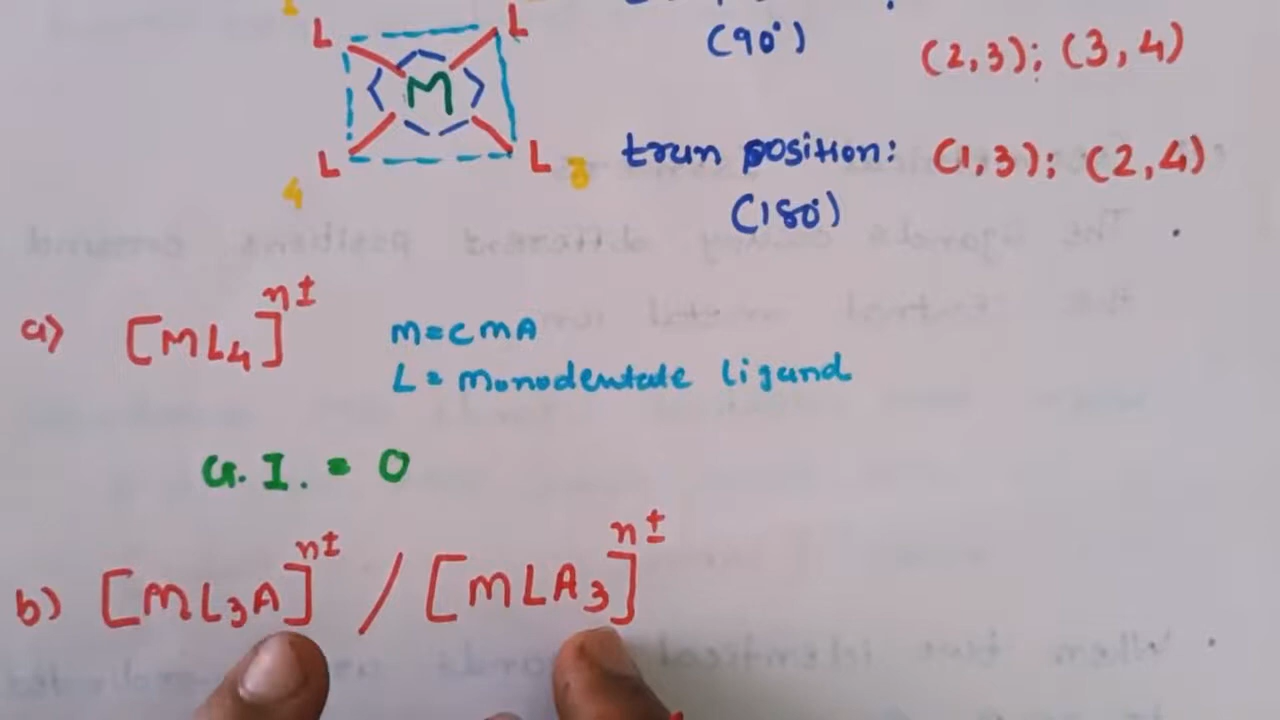 L L
M
L L 3
4
(90°)
(2,3); (3,4)
tran position: (1,3); (2,4)
(180°)
a) [ML4]n±
M=CMA
L= Monodentate ligand
G.I. = 0
b) [ML3A]n± / [MLA3]n±